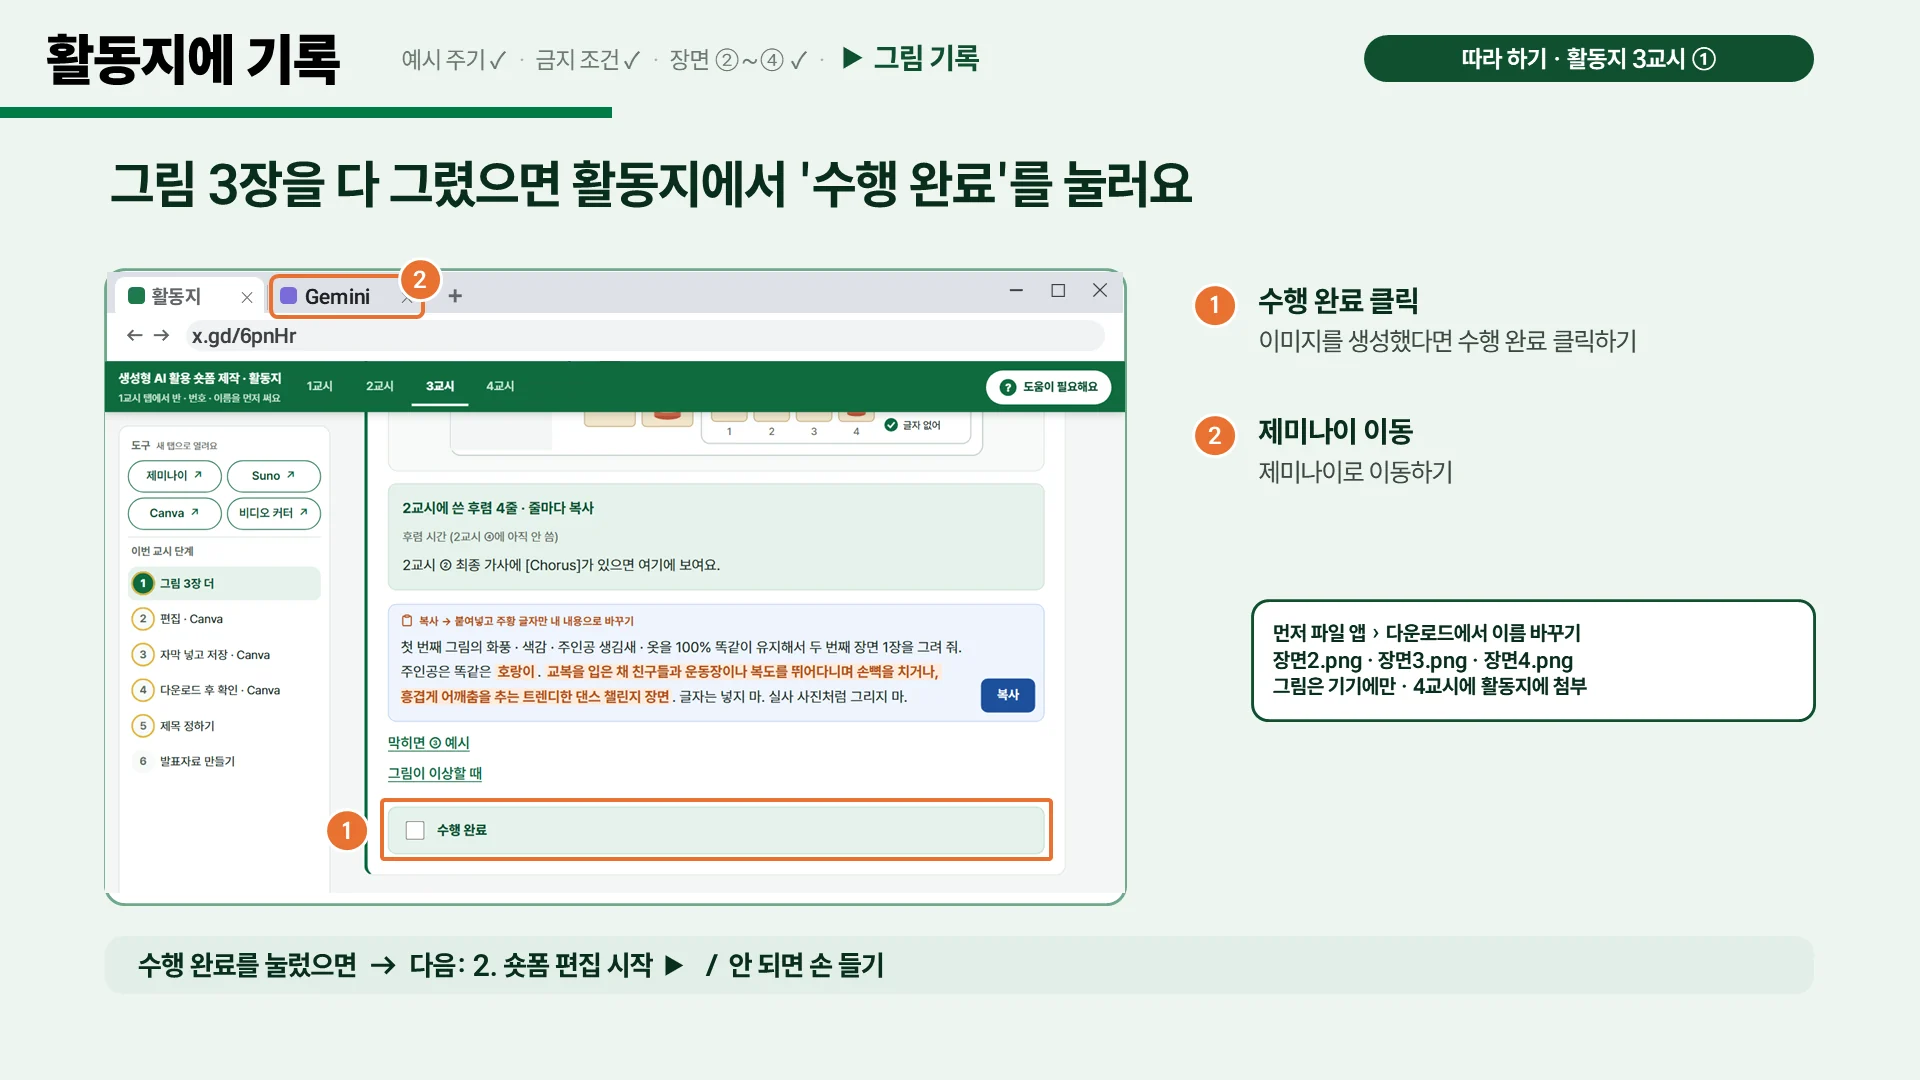 활동지에 기록
예시 주기 ✓ · 금지 조건 ✓ · 장면 ②~④ ✓ · ▶ 그림 기록
따라 하기 · 활동지 3교시 ①
그림 3장을 다 그렸으면 활동지에서 '수행 완료'를 눌러요
활동지
Gemini
2
x.gd/6pnHr
생성형 AI 활용 숏폼 제작 · 활동지
1교시 탭에서 반 · 번호 · 이름을 먼저 써요
1교시 2교시 3교시 4교시
? 도움이 필요해요
도구 새 탭으로 열려요
제미나이 ↗ Suno ↗
Canva ↗ 비디오 커터 ↗
이번 교시 단계
1 그림 3장 더
2 편집 · Canva
3 자막 넣고 저장 · Canva
4 다운로드 후 확인 · Canva
5 제목 정하기
6 발표자료 만들기
1 2 3 4
글자 없어
2교시에 쓴 후렴 4줄 · 줄마다 복사
후렴 시간 (2교시 ④에 아직 안 씀)
2교시 ② 최종 가사에 [Chorus]가 있으면 여기에 보여요.
복사 → 붙여넣고 주황 글자만 내 내용으로 바꾸기
첫 번째 그림의 화풍 · 색감 · 주인공 생김새 · 옷을 100% 똑같이 유지해서 두 번째 장면 1장을 그려 줘.
주인공은 똑같은 호랑이 . 교복을 입은 채 친구들과 운동장이나 복도를 뛰어다니며 손뼉을 치거나,
흥겹게 어깨춤을 추는 트렌디한 댄스 챌린지 장면 . 글자는 넣지 마. 실사 사진처럼 그리지 마.
복사
막히면 ③ 예시
그림이 이상할 때
1
수행 완료
1 수행 완료 클릭
이미지를 생성했다면 수행 완료 클릭하기
2 제미나이 이동
제미나이로 이동하기
먼저 파일 앱 › 다운로드에서 이름 바꾸기
장면2.png · 장면3.png · 장면4.png
그림은 기기에만 · 4교시에 활동지에 첨부
수행 완료를 눌렀으면 → 다음: 2. 숏폼 편집 시작 ▶ / 안 되면 손 들기